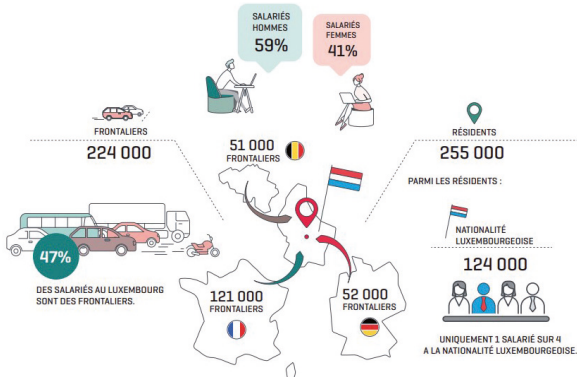 SALARIÉS
HOMMES
59%
SALARIÉS
FEMMES
41%
FRONTALIERS
224 000
51 000
FRONTALIERS
RÉSIDENTS
255 000
PARMI LES RÉSIDENTS :
NATIONALITÉ
LUXEMBOURGEOISE
124 000
47%
DES SALARIÉS AU LUXEMBOURG
SONT DES FRONTALIERS.
121 000
FRONTALIERS
52 000
FRONTALIERS
UNIQUEMENT 1 SALARIÉ SUR 4
A LA NATIONALITÉ LUXEMBOURGEOISE.